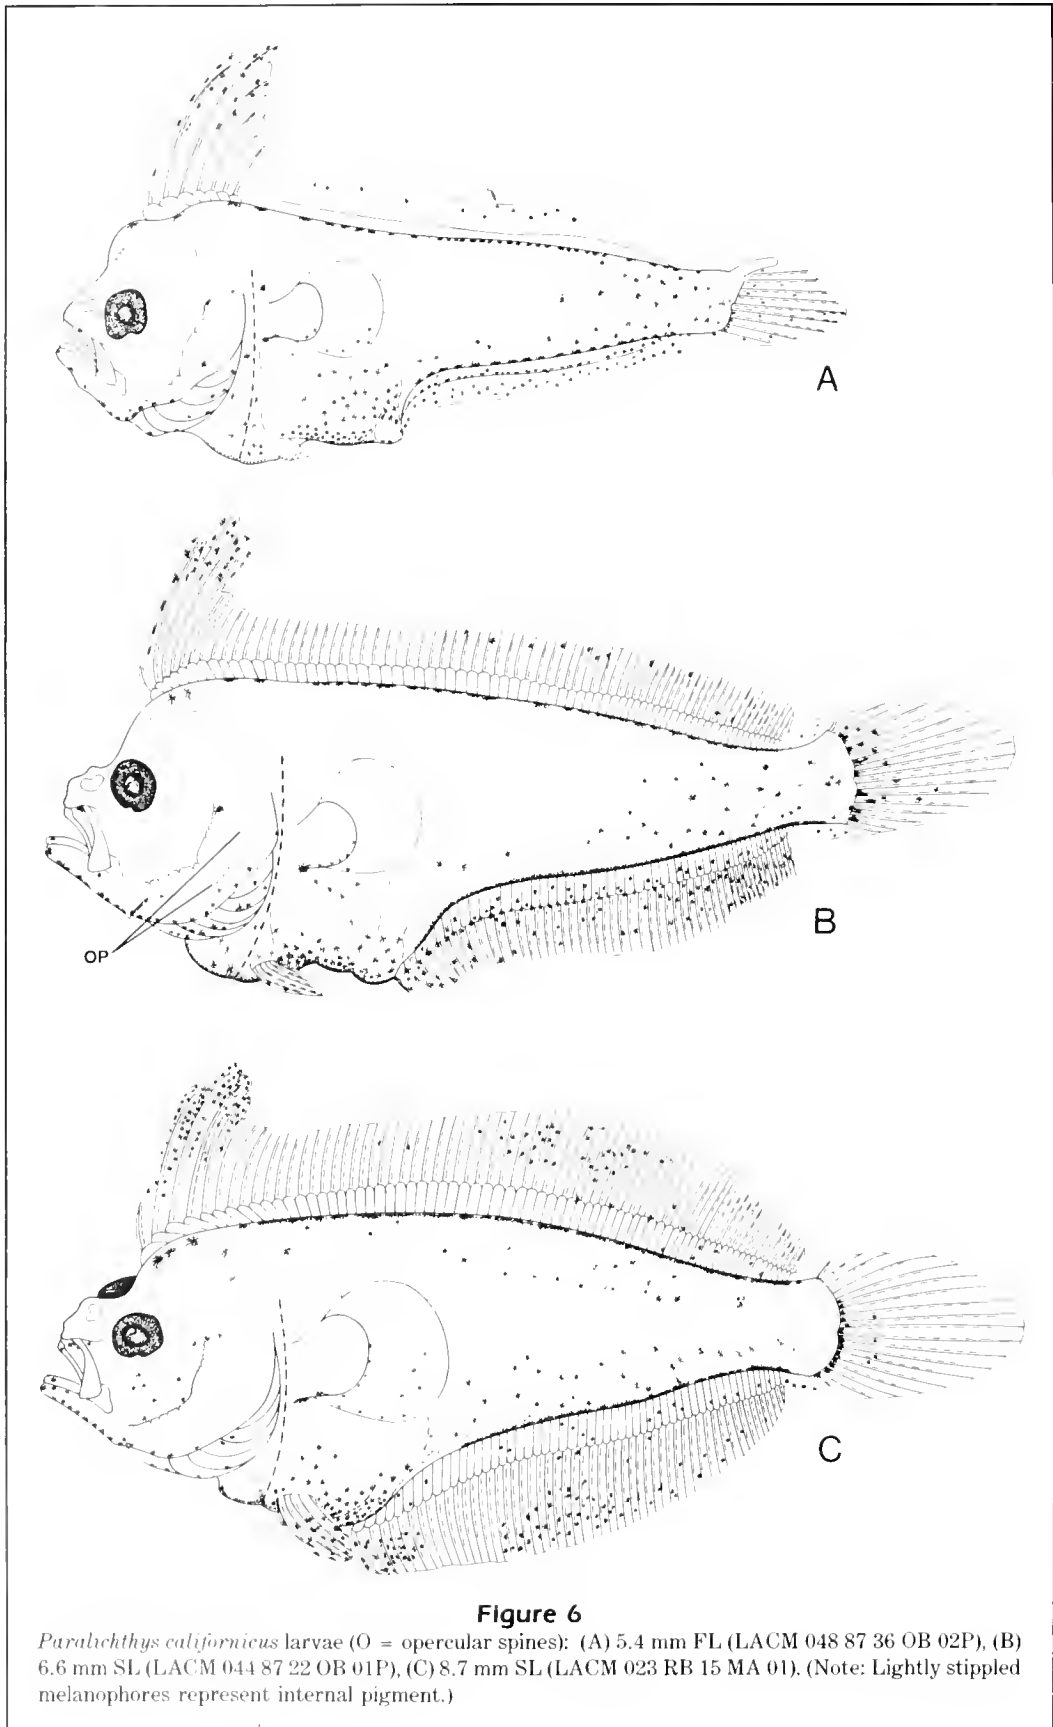 A
B
OP
C
Figure 6
Paralichthys californicus larvae (O = opercular spines): (A) 5.4 mm FL (LACM 048 87 36 OB 02P), (B)
6.6 mm SL (LACM 044 87 22 OB 01P), (C) 8.7 mm SL (LACM 023 RB 15 MA 01). (Note: Lightly stippled
melanophores represent internal pigment.)